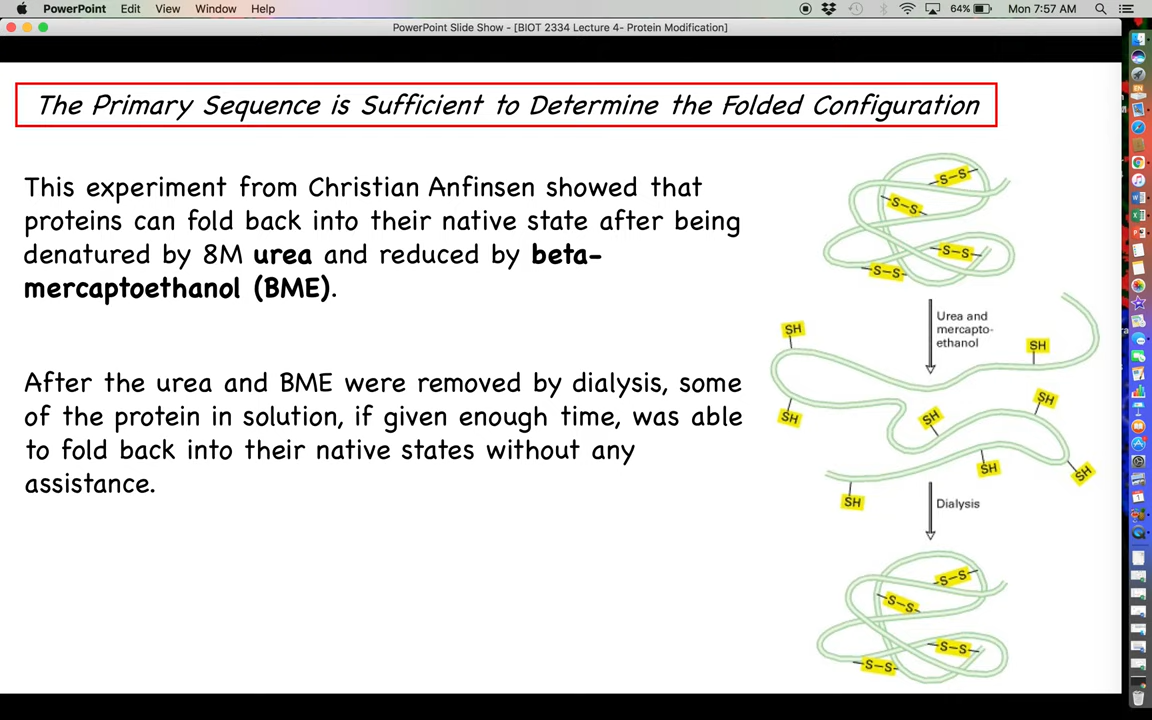 PowerPoint Edit View Window Help 64% Mon 7:57 AM
PowerPoint Slide Show - [BIOT 2334 Lecture 4- Protein Modification]
The Primary Sequence is Sufficient to Determine the Folded Configuration
This experiment from Christian Anfinsen showed that
proteins can fold back into their native state after being
denatured by 8M urea and reduced by beta-
mercaptoethanol (BME).
After the urea and BME were removed by dialysis, some
of the protein in solution, if given enough time, was able
to fold back into their native states without any
assistance.
S-S
S-S
S-S
S-S
Urea and
mercapto-
ethanol
SH
SH
SH
SH
SH
SH
SH
SH
Dialysis
S-S
S-S
S-S
S-S